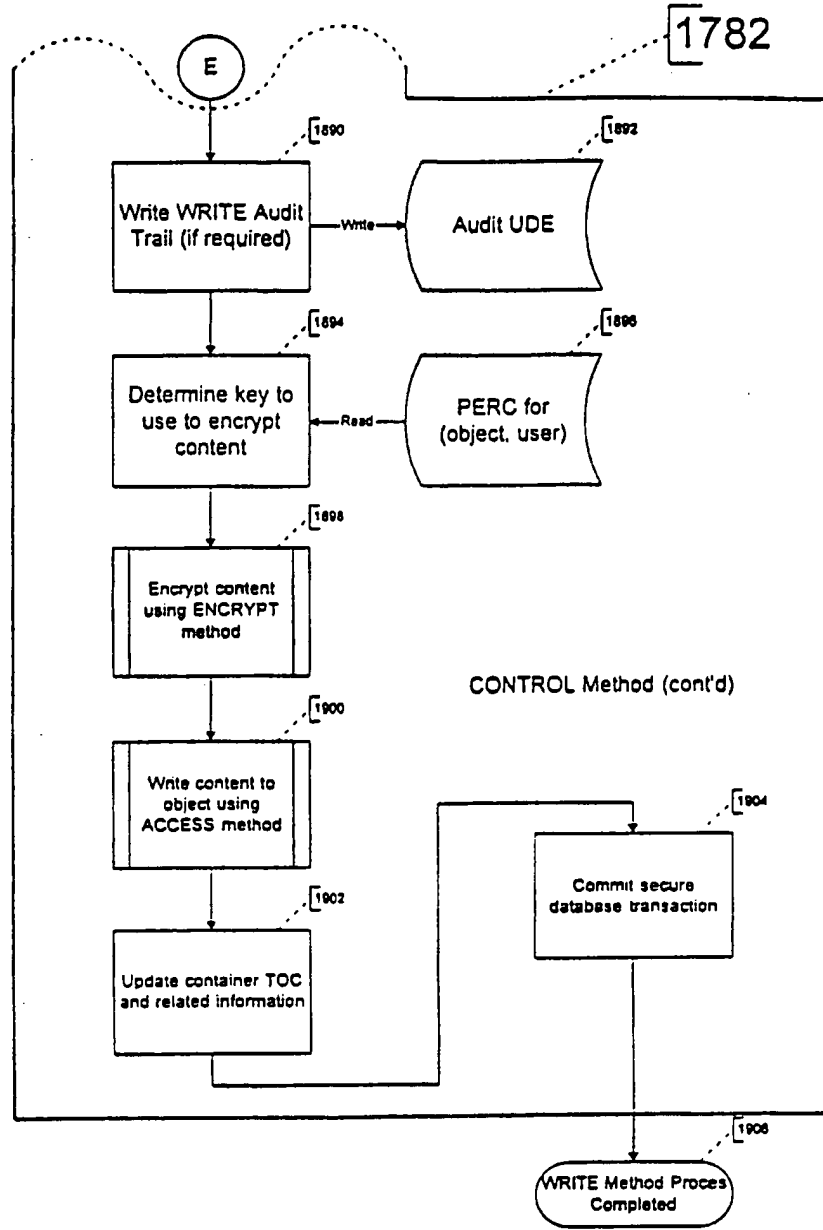 1782
E
1890
1892
Write WRITE Audit
Trail (if required)
Write
Audit UDE
1894
1896
Determine key to
use to encrypt
content
Read
PERC for
(object, user)
1898
Encrypt content
using ENCRYPT
method
CONTROL Method (cont'd)
1900
Write content to
object using
ACCESS method
1904
Commit secure
database transaction
1902
Update container TOC
and related information
1906
WRITE Method Proces
Completed